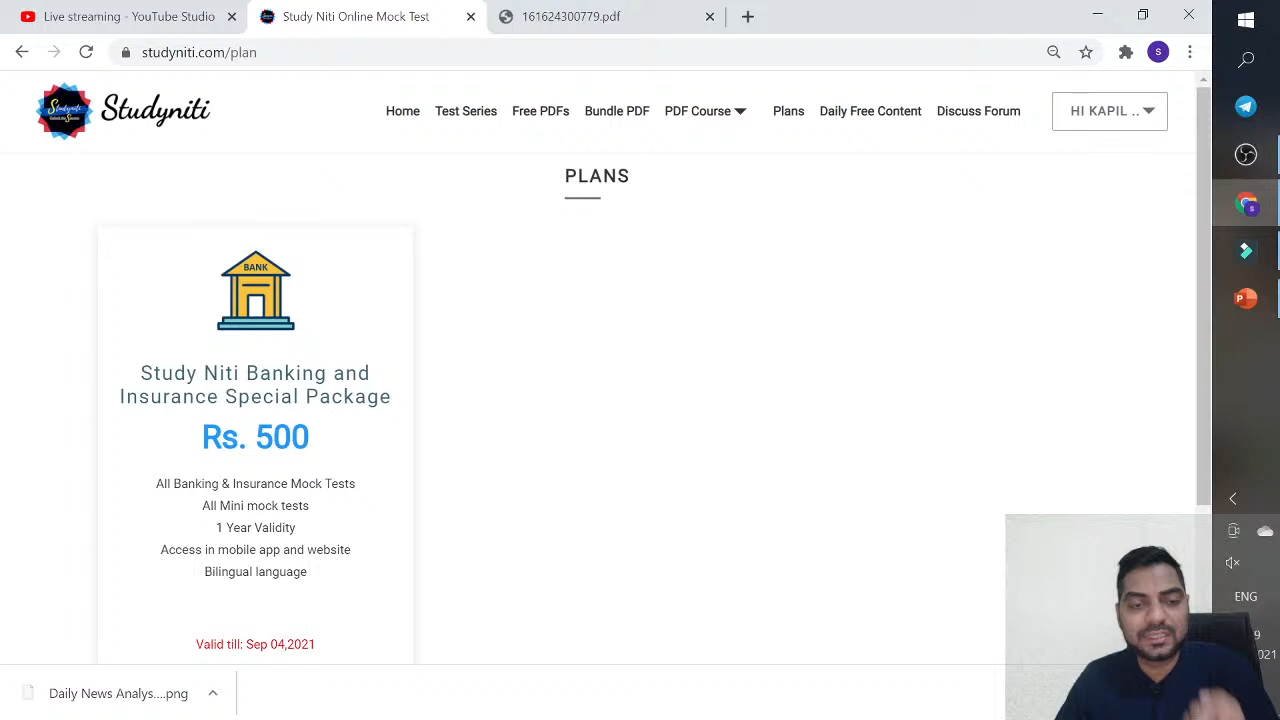 Live streaming - YouTube Studio
Study Niti Online Mock Test
161624300779.pdf
studyniti.com/plan
S
Studyniti
Studyniti
Home
Test Series
Free PDFs
Bundle PDF
PDF Course
Plans
Daily Free Content
Discuss Forum
HI KAPIL ..
PLANS
BANK
Study Niti Banking and
Insurance Special Package
Rs. 500
All Banking & Insurance Mock Tests
All Mini mock tests
1 Year Validity
Access in mobile app and website
Bilingual language
Valid till: Sep 04,2021
Daily News Analys....png
ENG